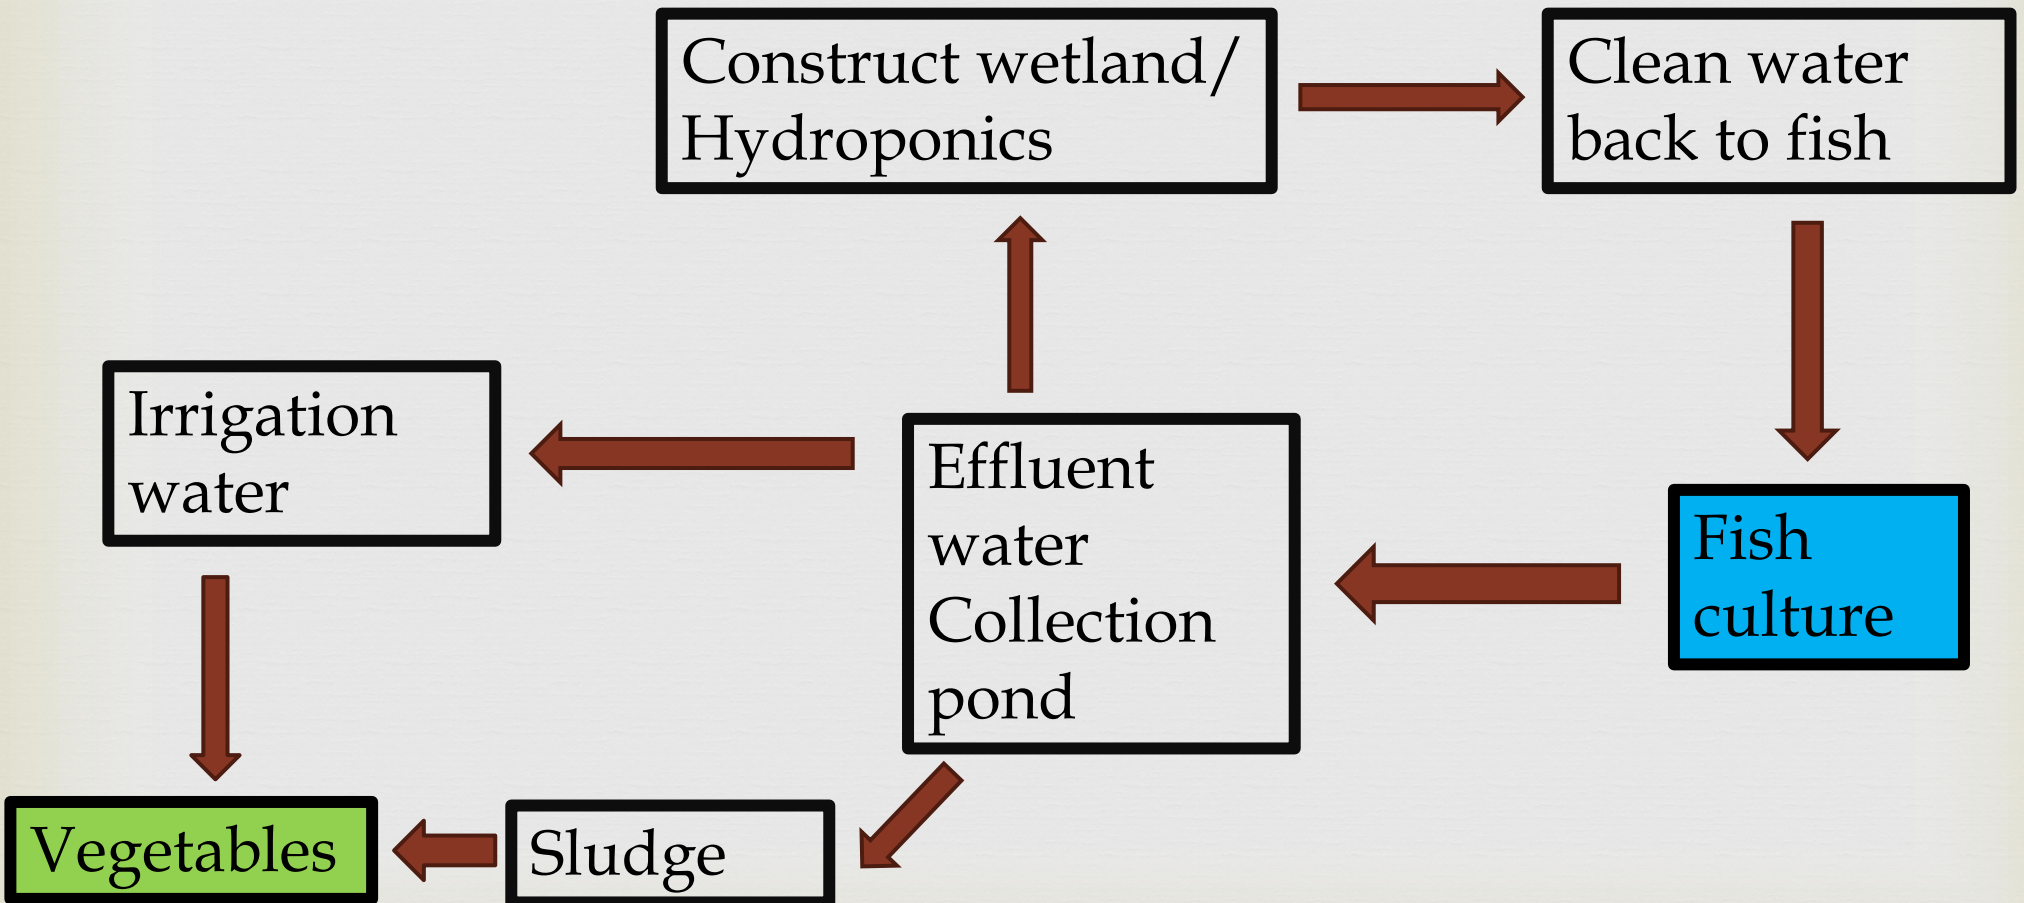 Construct wetland/
Hydroponics
Clean water
back to fish
Irrigation
water
Effluent
water
Collection
pond
Fish
culture
Vegetables
Sludge